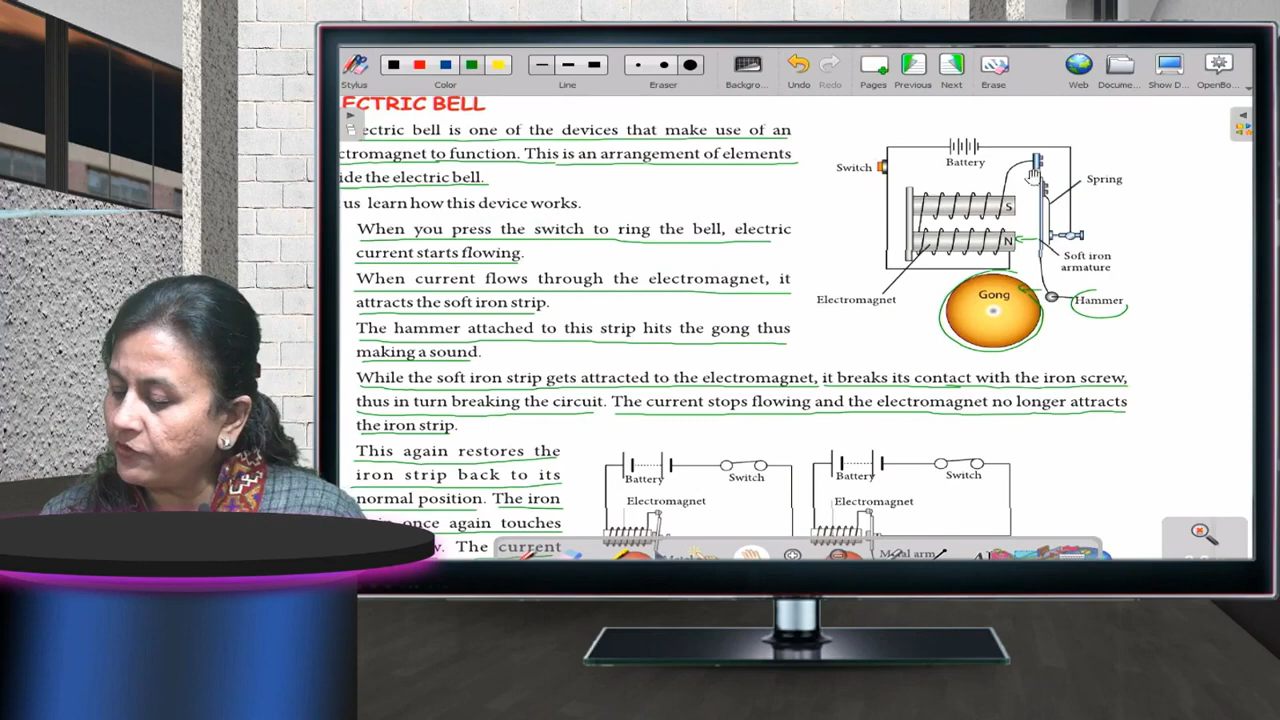 Stylus
Color
Line
Eraser
Backgro...
Undo
Redo
Pages
Previous
Next
Erase
Web
Docume...
Show D...
OpenBo...
ECTRIC BELL
ectric bell is one of the devices that make use of an
ctromagnet to function. This is an arrangement of elements
ide the electric bell.
us learn how this device works.
When you press the switch to ring the bell, electric
current starts flowing.
When current flows through the electromagnet, it
attracts the soft iron strip.
The hammer attached to this strip hits the gong thus
making a sound.
While the soft iron strip gets attracted to the electromagnet, it breaks its contact with the iron screw,
thus in turn breaking the circuit. The current stops flowing and the electromagnet no longer attracts
the iron strip.
This again restores the
iron strip back to its
normal position. The iron
once again touches
The current
Switch
Battery
Spring
S
N
Soft iron
armature
Electromagnet
Gong
Hammer
Battery
Switch
Electromagnet
Battery
Switch
Electromagnet
Metal arm